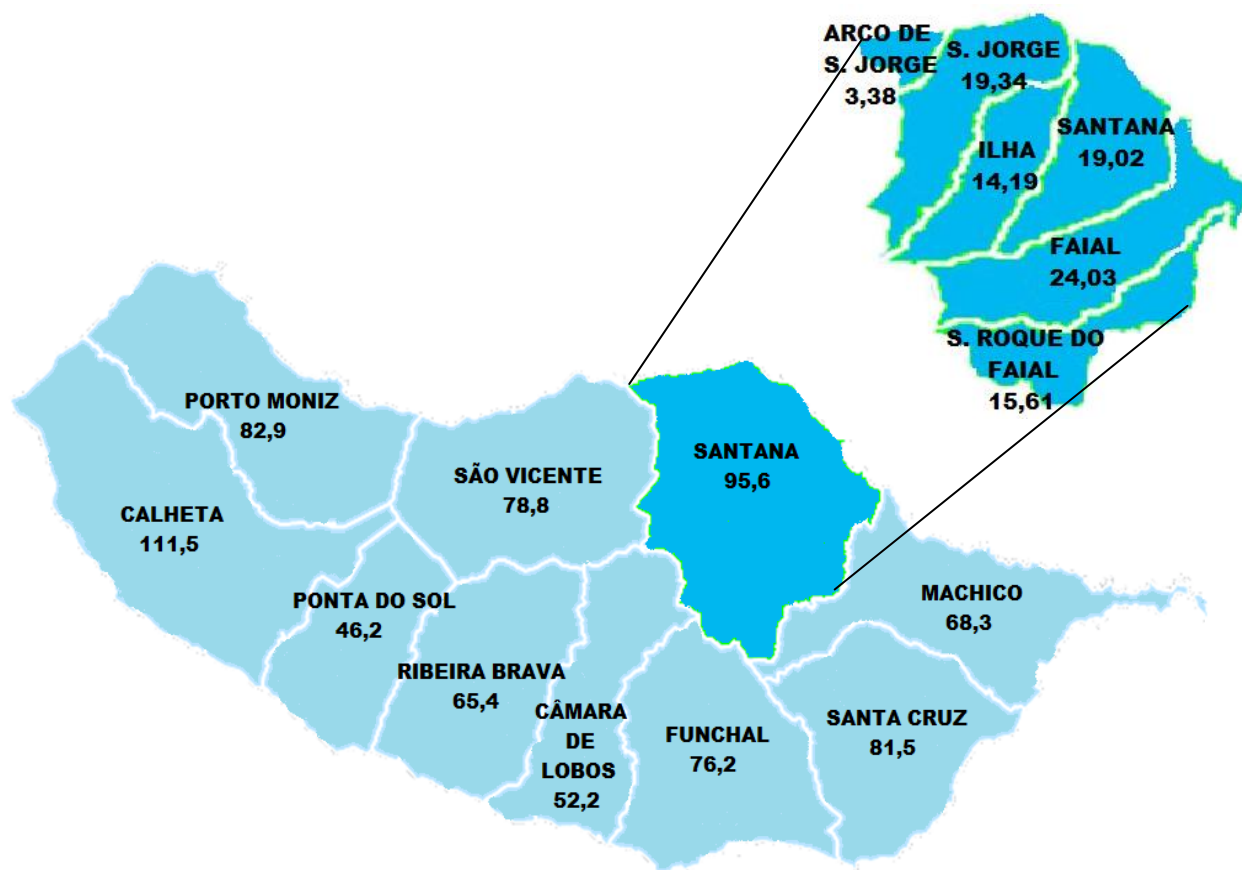 ARCO DE
S. JORGE
3,38
S. JORGE
19,34
SANTANA
19,02
ILHA
14,19
FAIAL
24,03
S. ROQUE DO
FAIAL
15,61
PORTO MONIZ
82,9
SÃO VICENTE
78,8
SANTANA
95,6
CALHETA
111,5
PONTA DO SOL
46,2
MACHICO
68,3
RIBEIRA BRAVA
65,4
CÂMARA
DE
LOBOS
52,2
FUNCHAL
76,2
SANTA CRUZ
81,5